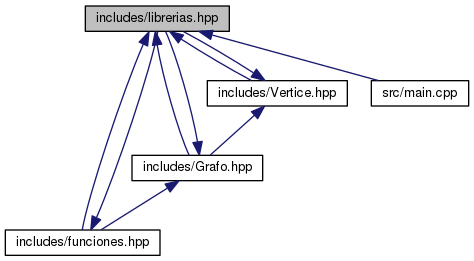 includes/librerias.hpp
includes/Vertice.hpp
src/main.cpp
includes/Grafo.hpp
includes/funciones.hpp